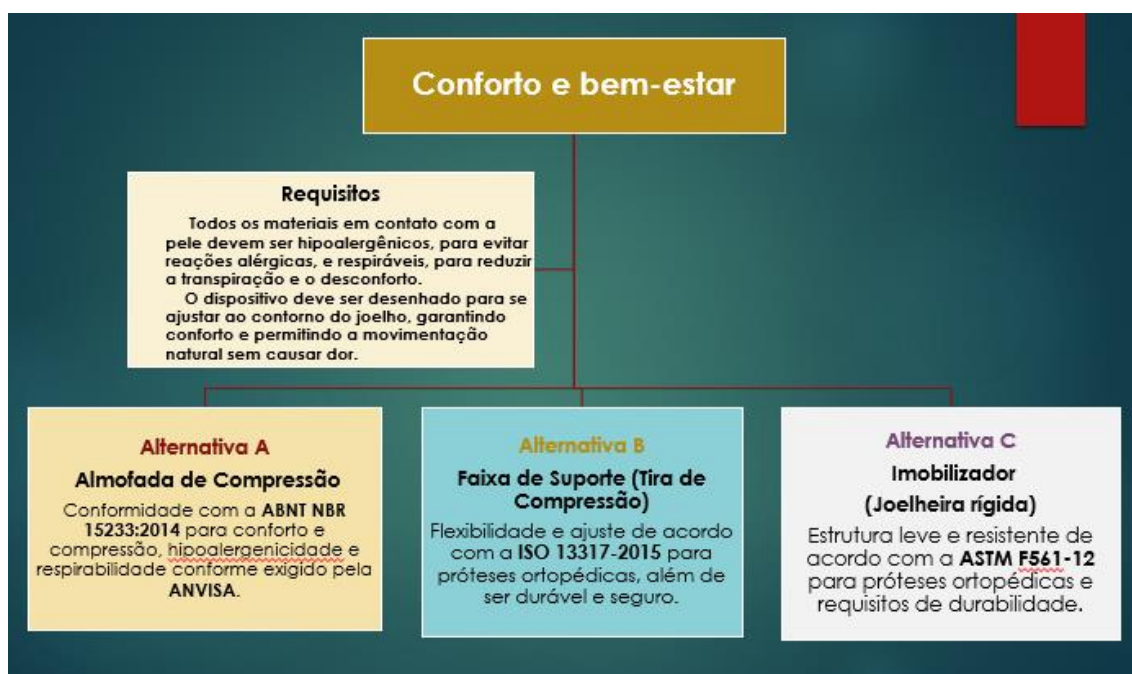 Conforto e bem-estar
Requisitos
Todos os materiais em contato com a
pele devem ser hipoalergênicos, para evitar
reações alérgicas, e respiráveis, para reduzir
a transpiração e o desconforto.
O dispositivo deve ser desenhado para se
ajustar ao contorno do joelho, garantindo
conforto e permitindo a movimentação
natural sem causar dor.
Alternativa A
Almofada de Compressão
Conformidade com a ABNT NBR
15233:2014 para conforto e
compressão, hipoalergenicidade e
respirabilidade conforme exigido pela
ANVISA.
Alternativa B
Faixa de Suporte (Tira de
Compressão)
Flexibilidade e ajuste de acordo
com a ISO 13317-2015 para
próteses ortopédicas, além de
ser durável e seguro.
Alternativa C
Imobilizador
(Joelheira rígida)
Estrutura leve e resistente de
acordo com a ASTM F561-12
para próteses ortopédicas e
requisitos de durabilidade.